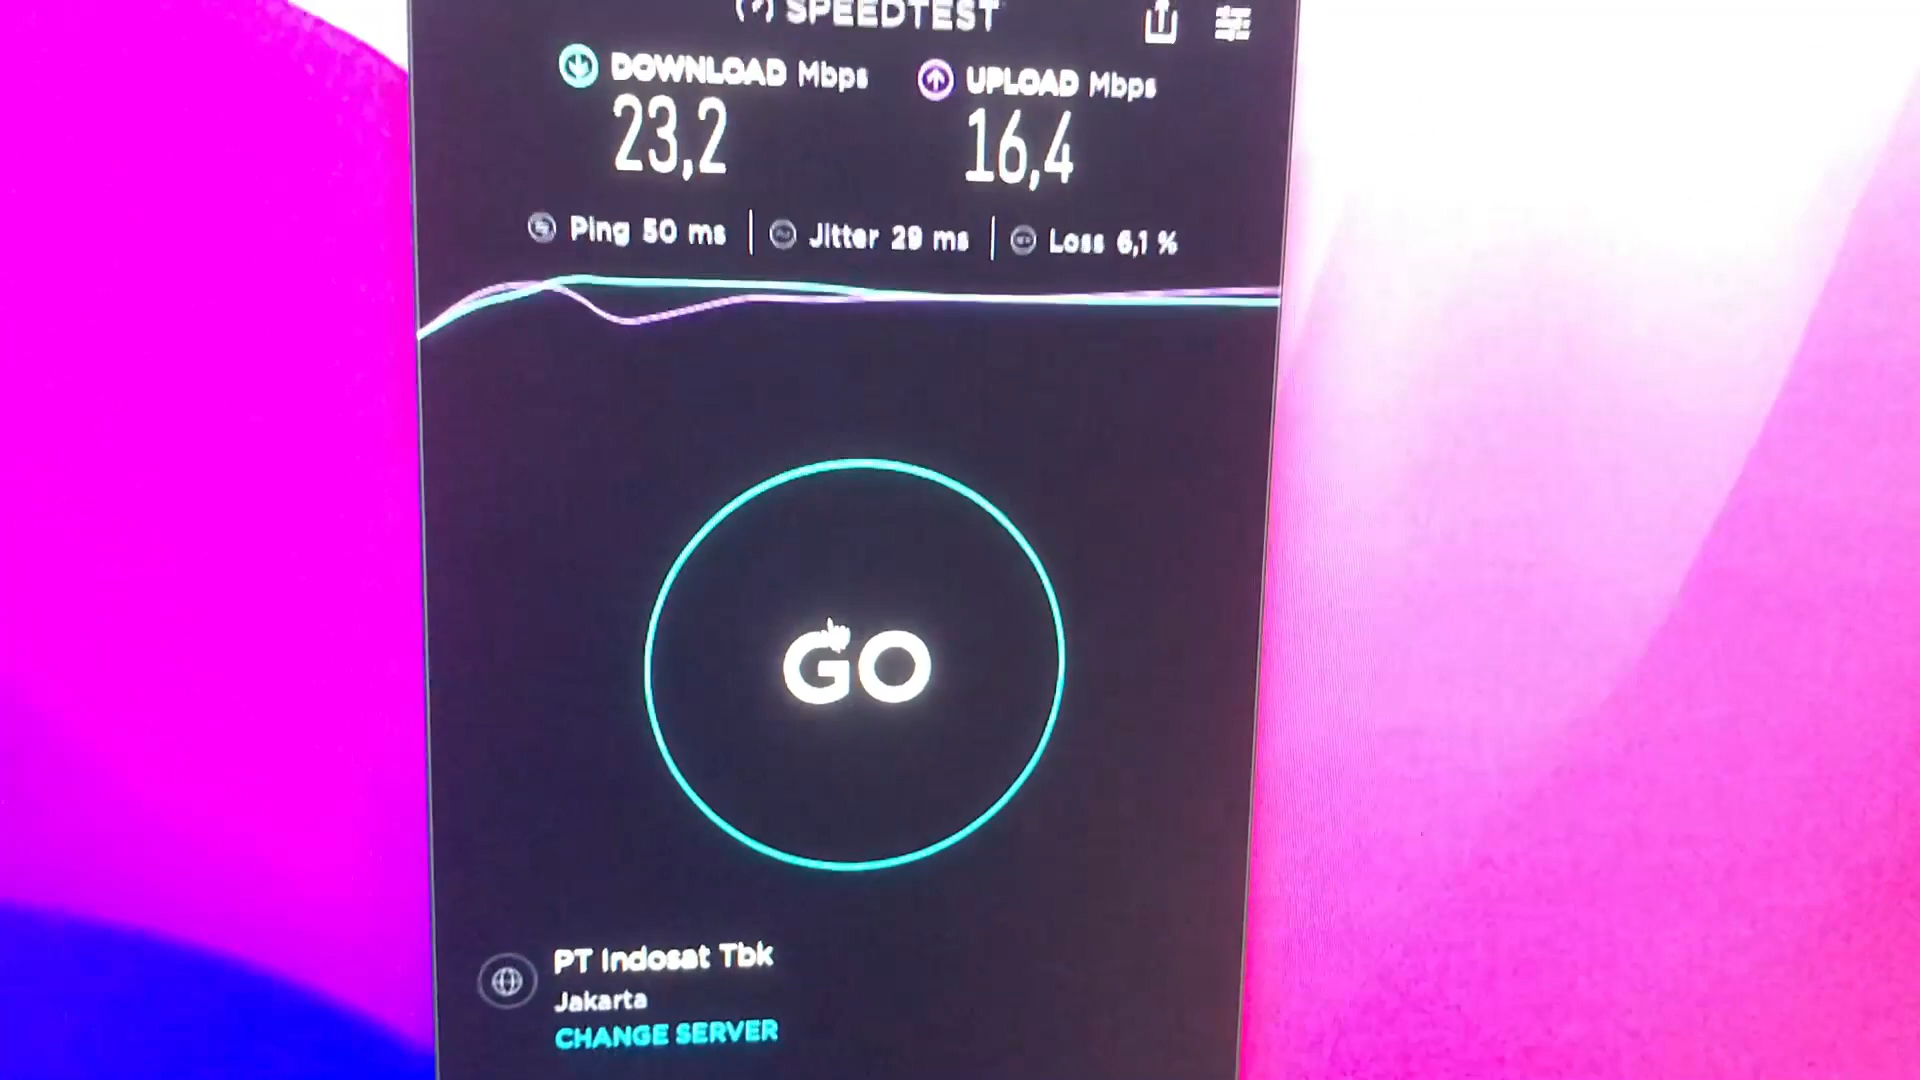 SPEEDTEST
DOWNLOAD Mbps
UPLOAD Mbps
23,2
16,4
Ping 50 ms
Jitter 29 ms
Loss 6,1 %
GO
PT Indosat Tbk
Jakarta
CHANGE SERVER